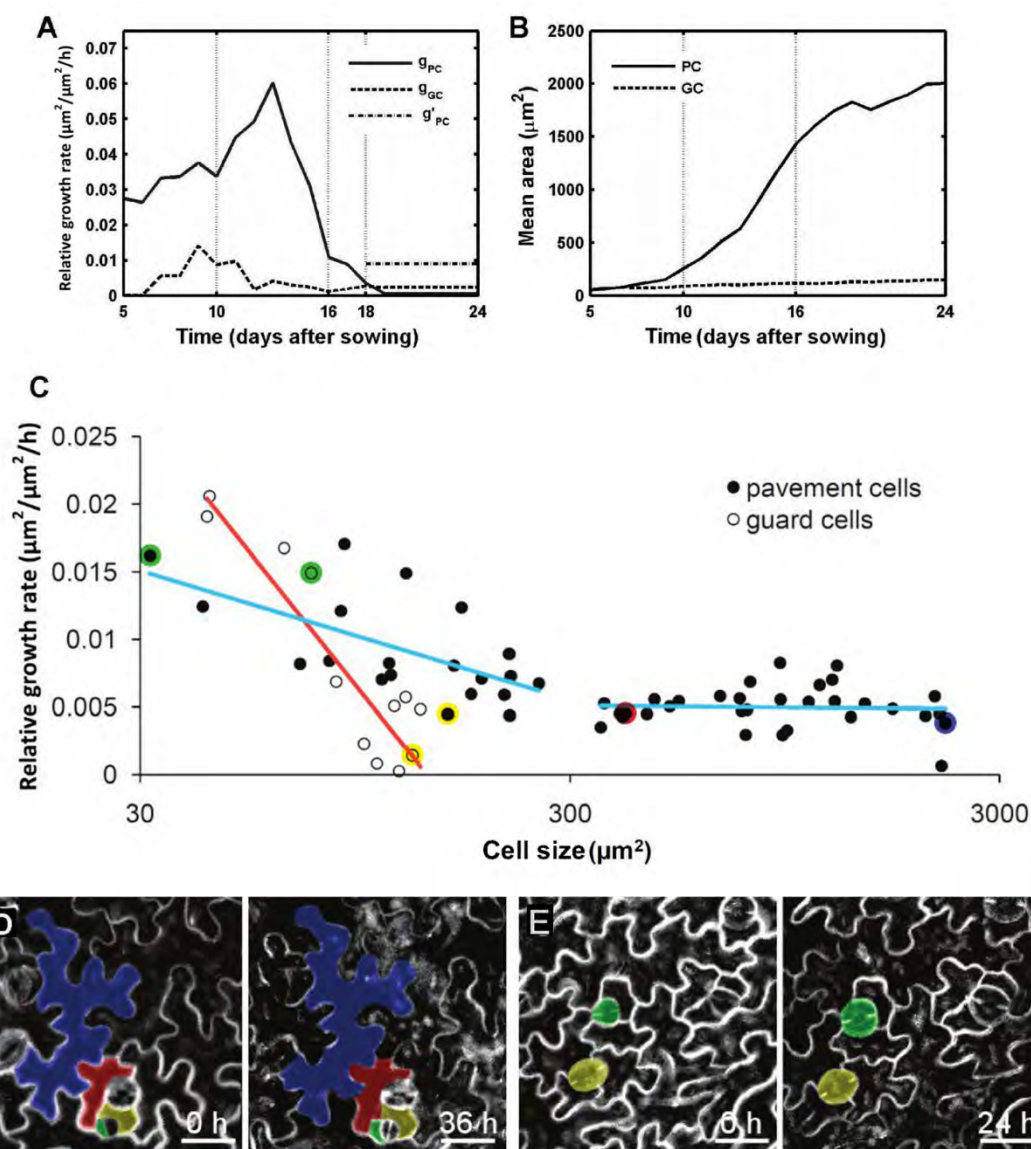 A
Relative growth rate (µm²/µm²/h)
0.07
0.06
0.05
0.04
0.03
0.02
0.01
0
5
10
16
18
24
Time (days after sowing)
gPC
gGC
g'PC
B
Mean area (µm²)
2500
2000
1500
1000
500
0
5
10
16
24
Time (days after sowing)
PC
GC
C
Relative growth rate (µm²/µm²/h)
0.025
0.02
0.015
0.01
0.005
0
30
300
3000
Cell size (µm²)
pavement cells
guard cells
D
0 h
36 h
E
0 h
24 h